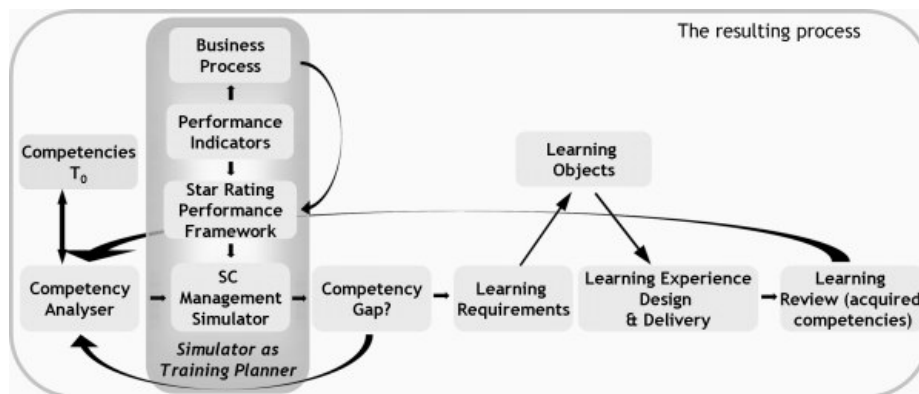 The resulting process
Business
Process
Performance
Indicators
Competencies
T0
Star Rating
Performance
Framework
Learning
Objects
Competency
Analyser
SC
Management
Simulator
Competency
Gap?
Learning
Requirements
Learning Experience
Design
& Delivery
Learning
Review (acquired
competencies)
Simulator as
Training Planner